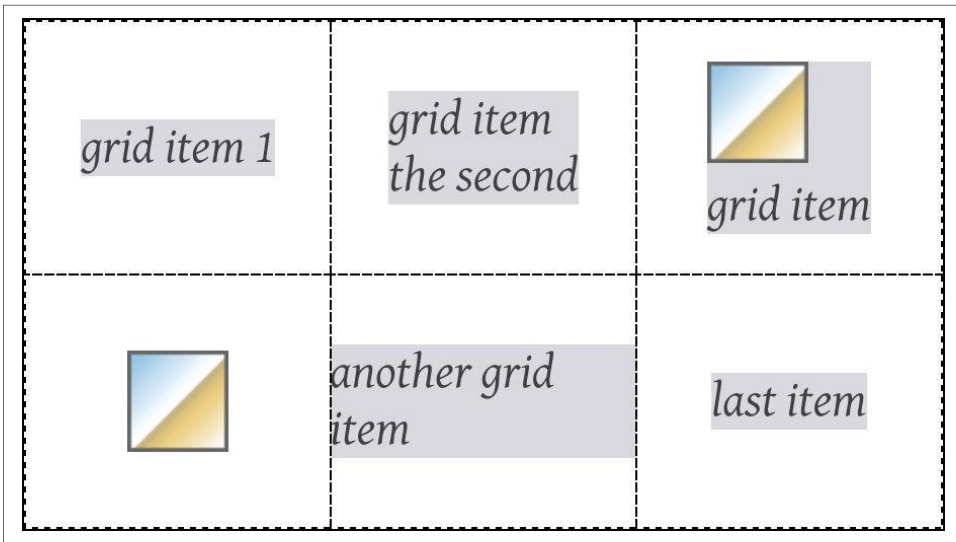 grid item 1
grid item
the second
grid item
another grid
item
last item